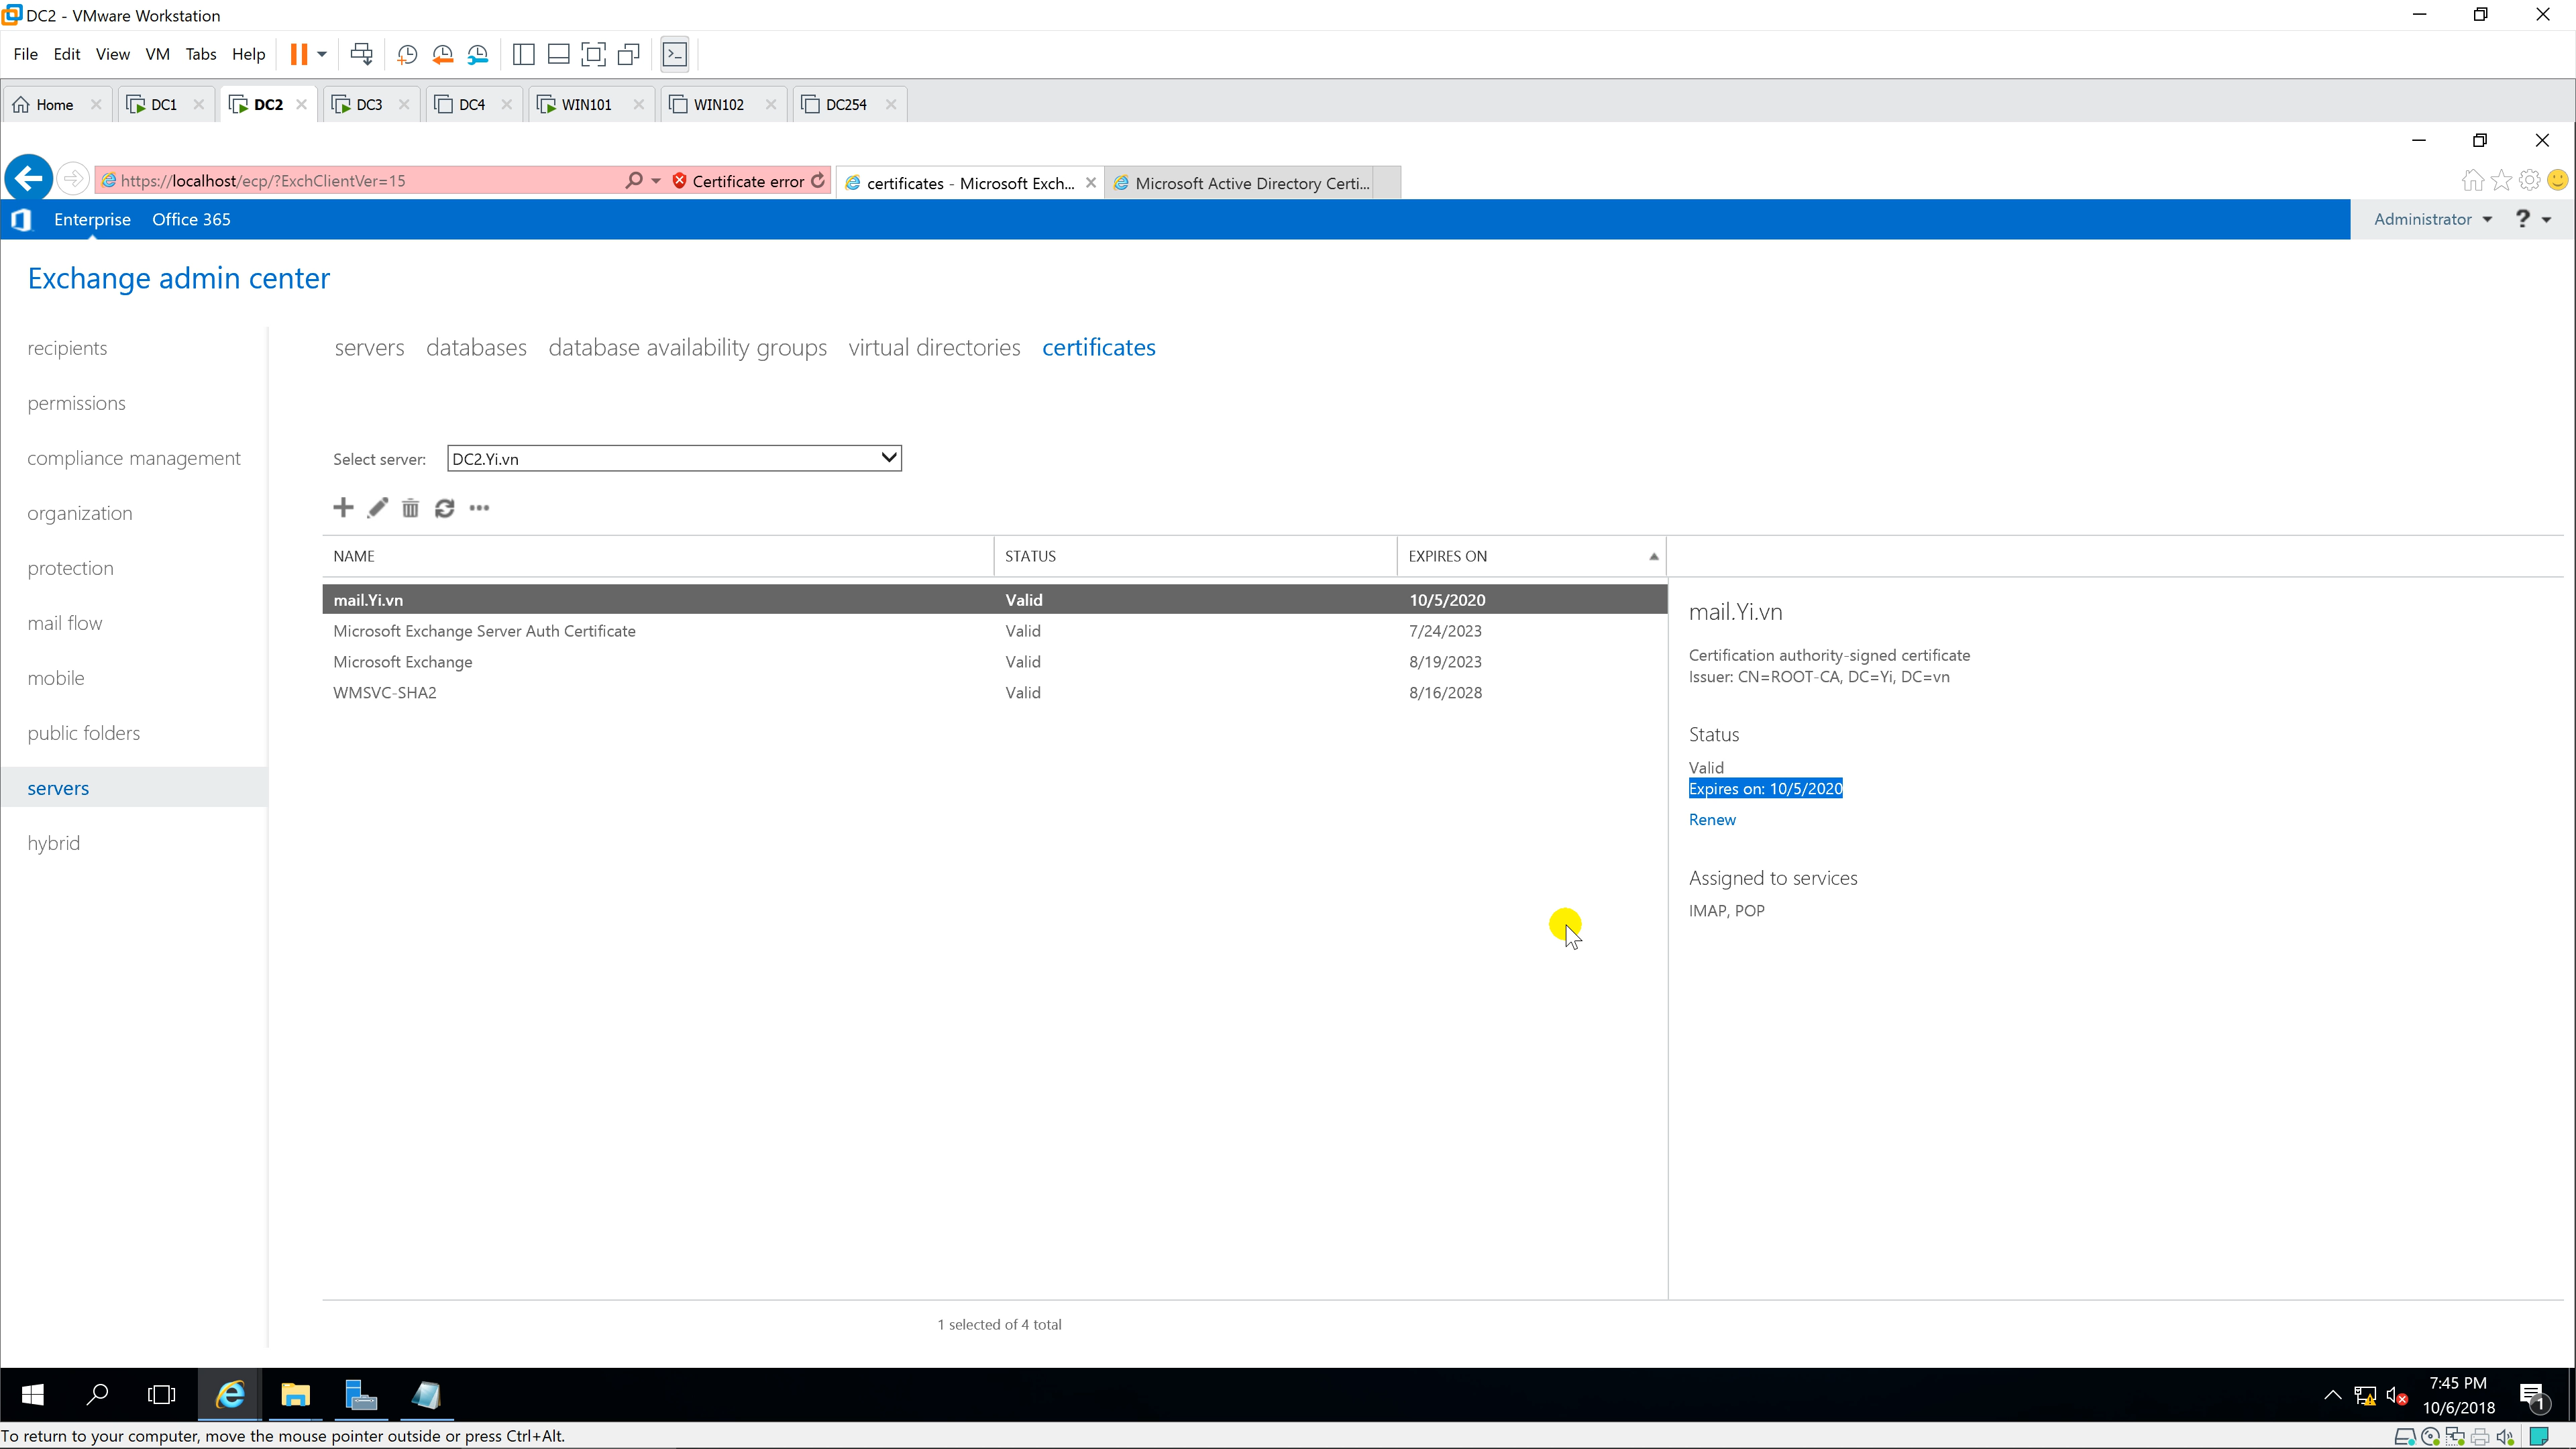 DC2 - VMware Workstation
File Edit View VM Tabs Help
Home DC1 DC2 DC3 DC4 WIN101 WIN102 DC254
https://localhost/ecp/?ExchClientVer=15 Certificate error certificates - Microsoft Exch... Microsoft Active Directory Certi...
Enterprise Office 365 Administrator ?
Exchange admin center
recipients
permissions
compliance management
organization
protection
mail flow
mobile
public folders
servers
hybrid
servers databases database availability groups virtual directories certificates
Select server: DC2.Yi.vn
NAME STATUS EXPIRES ON
mail.Yi.vn Valid 10/5/2020
Microsoft Exchange Server Auth Certificate Valid 7/24/2023
Microsoft Exchange Valid 8/19/2023
WMSVC-SHA2 Valid 8/16/2028
mail.Yi.vn
Certification authority-signed certificate
Issuer: CN=ROOT-CA, DC=Yi, DC=vn
Status
Valid
Expires on: 10/5/2020
Renew
Assigned to services
IMAP, POP
1 selected of 4 total
7:45 PM
10/6/2018
1
To return to your computer, move the mouse pointer outside or press Ctrl+Alt.